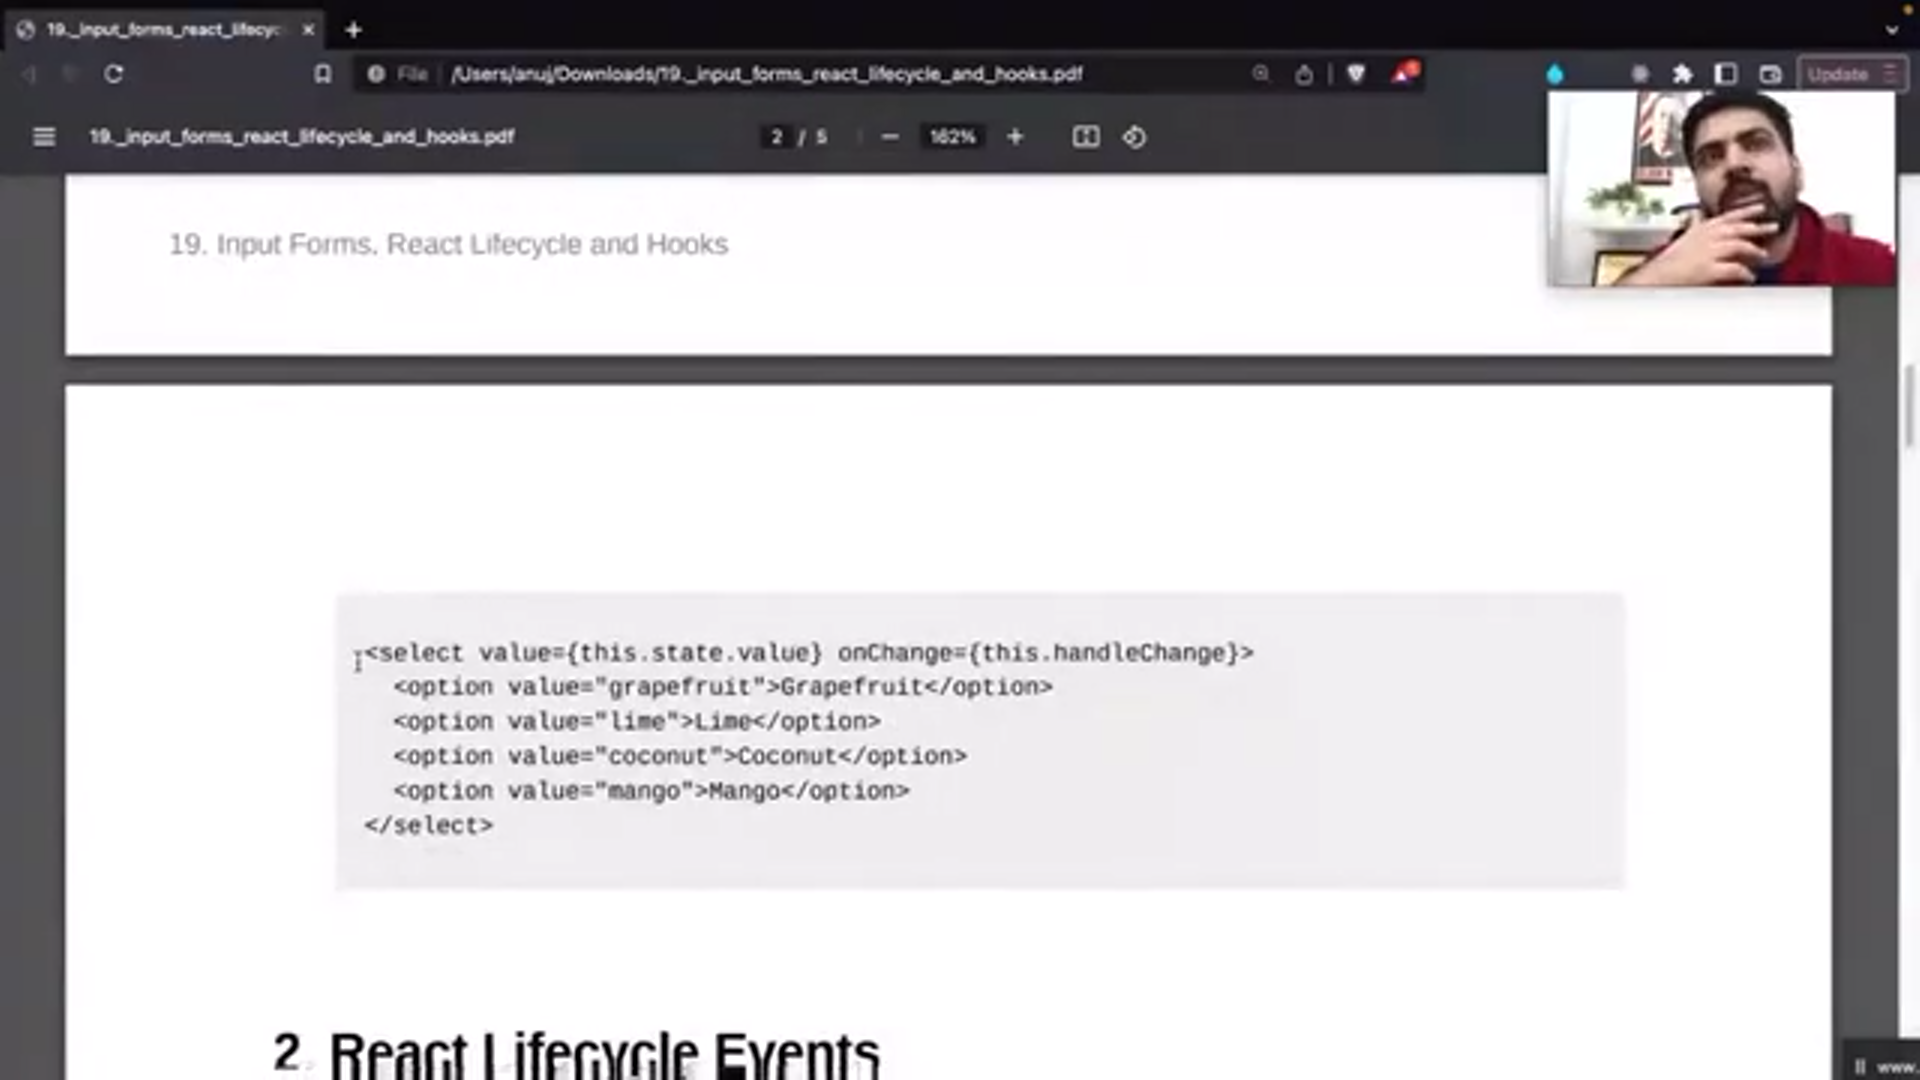 19._input_forms_react_lifecyc
File /Users/anuj/Downloads/19._input_forms_react_lifecycle_and_hooks.pdf
Update
19._input_forms_react_lifecycle_and_hooks.pdf
2 / 5
162%
19. Input Forms, React Lifecycle and Hooks
<select value={this.state.value} onChange={this.handleChange}>
<option value="grapefruit">Grapefruit</option>
<option value="lime">Lime</option>
<option value="coconut">Coconut</option>
<option value="mango">Mango</option>
</select>
2. React Lifecycle Events
www.